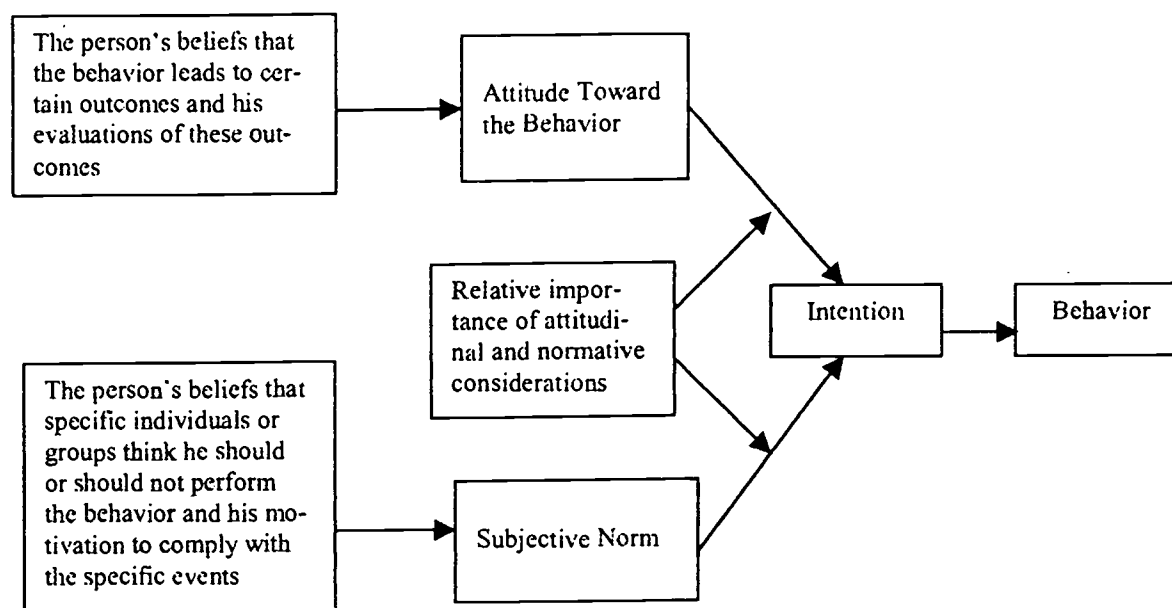 The person's beliefs that
the behavior leads to cer-
tain outcomes and his
evaluations of these out-
comes
Attitude Toward
the Behavior
Relative impor-
tance of attitudi-
nal and normative
considerations
Intention
Behavior
The person's beliefs that
specific individuals or
groups think he should
or should not perform
the behavior and his mo-
tivation to comply with
the specific events
Subjective Norm